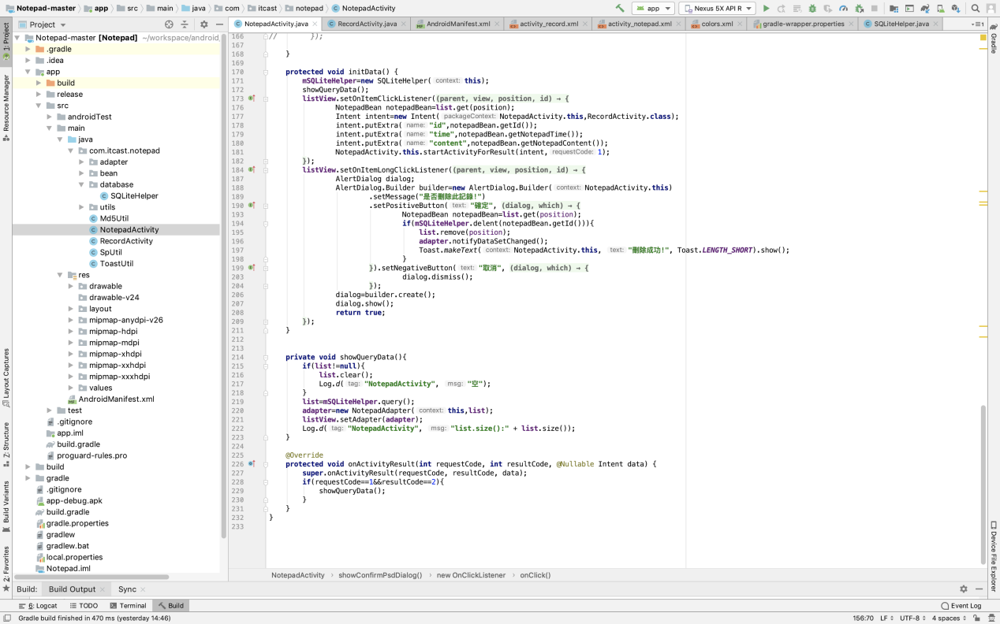 Notepad-master
app
src
main
java
com
itcast
notepad
NotepadActivity
app
Nexus 5X API R
Project
NotepadActivity.java
RecordActivity.java
AndroidManifest.xml
activity_record.xml
activity_notepad.xml
colors.xml
gradle-wrapper.properties
SQLiteHelper.java
Notepad-master [Notepad] ~/workspace/android
.gradle
.idea
app
build
release
src
androidTest
main
java
com.itcast.notepad
adapter
bean
database
SQLiteHelper
utils
Md5Util
NotepadActivity
RecordActivity
SpUtil
ToastUtil
res
drawable
drawable-v24
layout
mipmap-anydpi-v26
mipmap-hdpi
mipmap-mdpi
mipmap-xhdpi
mipmap-xxhdpi
mipmap-xxxhdpi
values
AndroidManifest.xml
test
.gitignore
app.iml
build.gradle
proguard-rules.pro
build
gradle
.gitignore
app-debug.apk
build.gradle
gradle.properties
gradlew
gradlew.bat
local.properties
Notepad.iml
1: Project
Resource Manager
Layout Captures
Z: Structure
Build Variants
2: Favorites
166 // });
167
168 }
169
170 protected void initData() {
171 mSQLiteHelper=new SQLiteHelper( context: this);
172 showQueryData();
173 listView.setOnItemClickListener((parent, view, position, id) → {
176 NotepadBean notepadBean=list.get(position);
177 Intent intent=new Intent( packageContext: NotepadActivity.this,RecordActivity.class);
178 intent.putExtra( name: "id",notepadBean.getId());
179 intent.putExtra( name: "time",notepadBean.getNotepadTime());
180 intent.putExtra( name: "content",notepadBean.getNotepadContent());
181 NotepadActivity.this.startActivityForResult(intent, requestCode: 1);
182 });
184 listView.setOnItemLongClickListener((parent, view, position, id) → {
187 AlertDialog dialog;
188 AlertDialog.Builder builder=new AlertDialog.Builder( context: NotepadActivity.this)
189 .setMessage("是否刪除此記錄!")
190 .setPositiveButton( text: "確定", (dialog, which) → {
193 NotepadBean notepadBean=list.get(position);
194 if(mSQLiteHelper.delent(notepadBean.getId())){
195 list.remove(position);
196 adapter.notifyDataSetChanged();
197 Toast.makeText( context: NotepadActivity.this, text: "刪除成功!", Toast.LENGTH_SHORT).show();
198 }
199 }).setNegativeButton( text: "取消", (dialog, which) → {
203 dialog.dismiss();
204 });
206 dialog=builder.create();
207 dialog.show();
208 return true;
209 });
211 }
212
213
214 private void showQueryData(){
215 if(list!=null){
216 list.clear();
217 Log.d( tag: "NotepadActivity", msg: "空");
218 }
219 list=mSQLiteHelper.query();
220 adapter=new NotepadAdapter( context: this,list);
221 listView.setAdapter(adapter);
222 Log.d( tag: "NotepadActivity", msg: "list.size():" + list.size());
223 }
224
225 @Override
226 protected void onActivityResult(int requestCode, int resultCode, @Nullable Intent data) {
227 super.onActivityResult(requestCode, resultCode, data);
228 if(requestCode==1&&resultCode==2){
229 showQueryData();
230 }
231 }
232 }
233
Gradle
Device File Explorer
NotepadActivity › showConfirmPsdDialog() › new OnClickListener › onClick()
Build: Build Output Sync
6: Logcat TODO Terminal Build Event Log
Gradle build finished in 470 ms (yesterday 14:46) 156:70 LF UTF-8 4 spaces